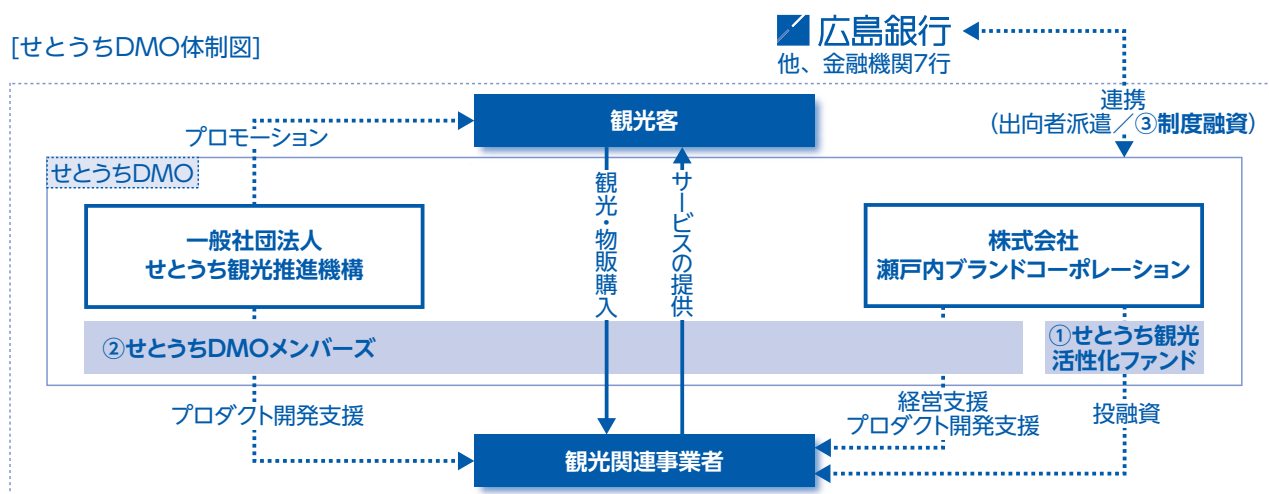 [せとうちDMO体制図]
広島銀行
他、金融機関7行
連携
(出向者派遣／③制度融資)
観光客
プロモーション
せとうちDMO
一般社団法人
せとうち観光推進機構
観光・物販購入
サービスの提供
株式会社
瀬戸内ブランドコーポレーション
②せとうちDMOメンバーズ
①せとうち観光
活性化ファンド
プロダクト開発支援
経営支援
プロダクト開発支援
投融資
観光関連事業者